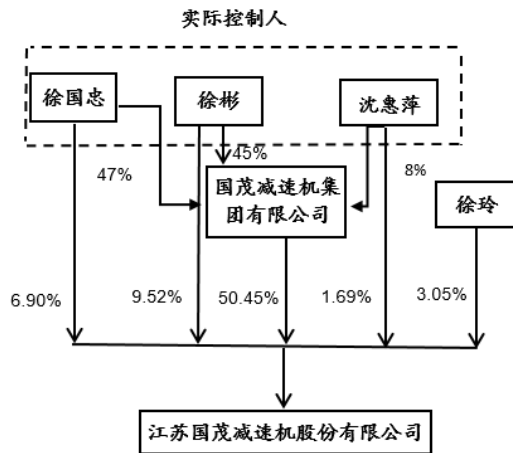 实际控制人
徐国忠
徐彬
沈惠萍
47%
45%
8%
国茂减速机集
团有限公司
徐玲
6.90%
9.52%
50.45%
1.69%
3.05%
江苏国茂减速机股份有限公司